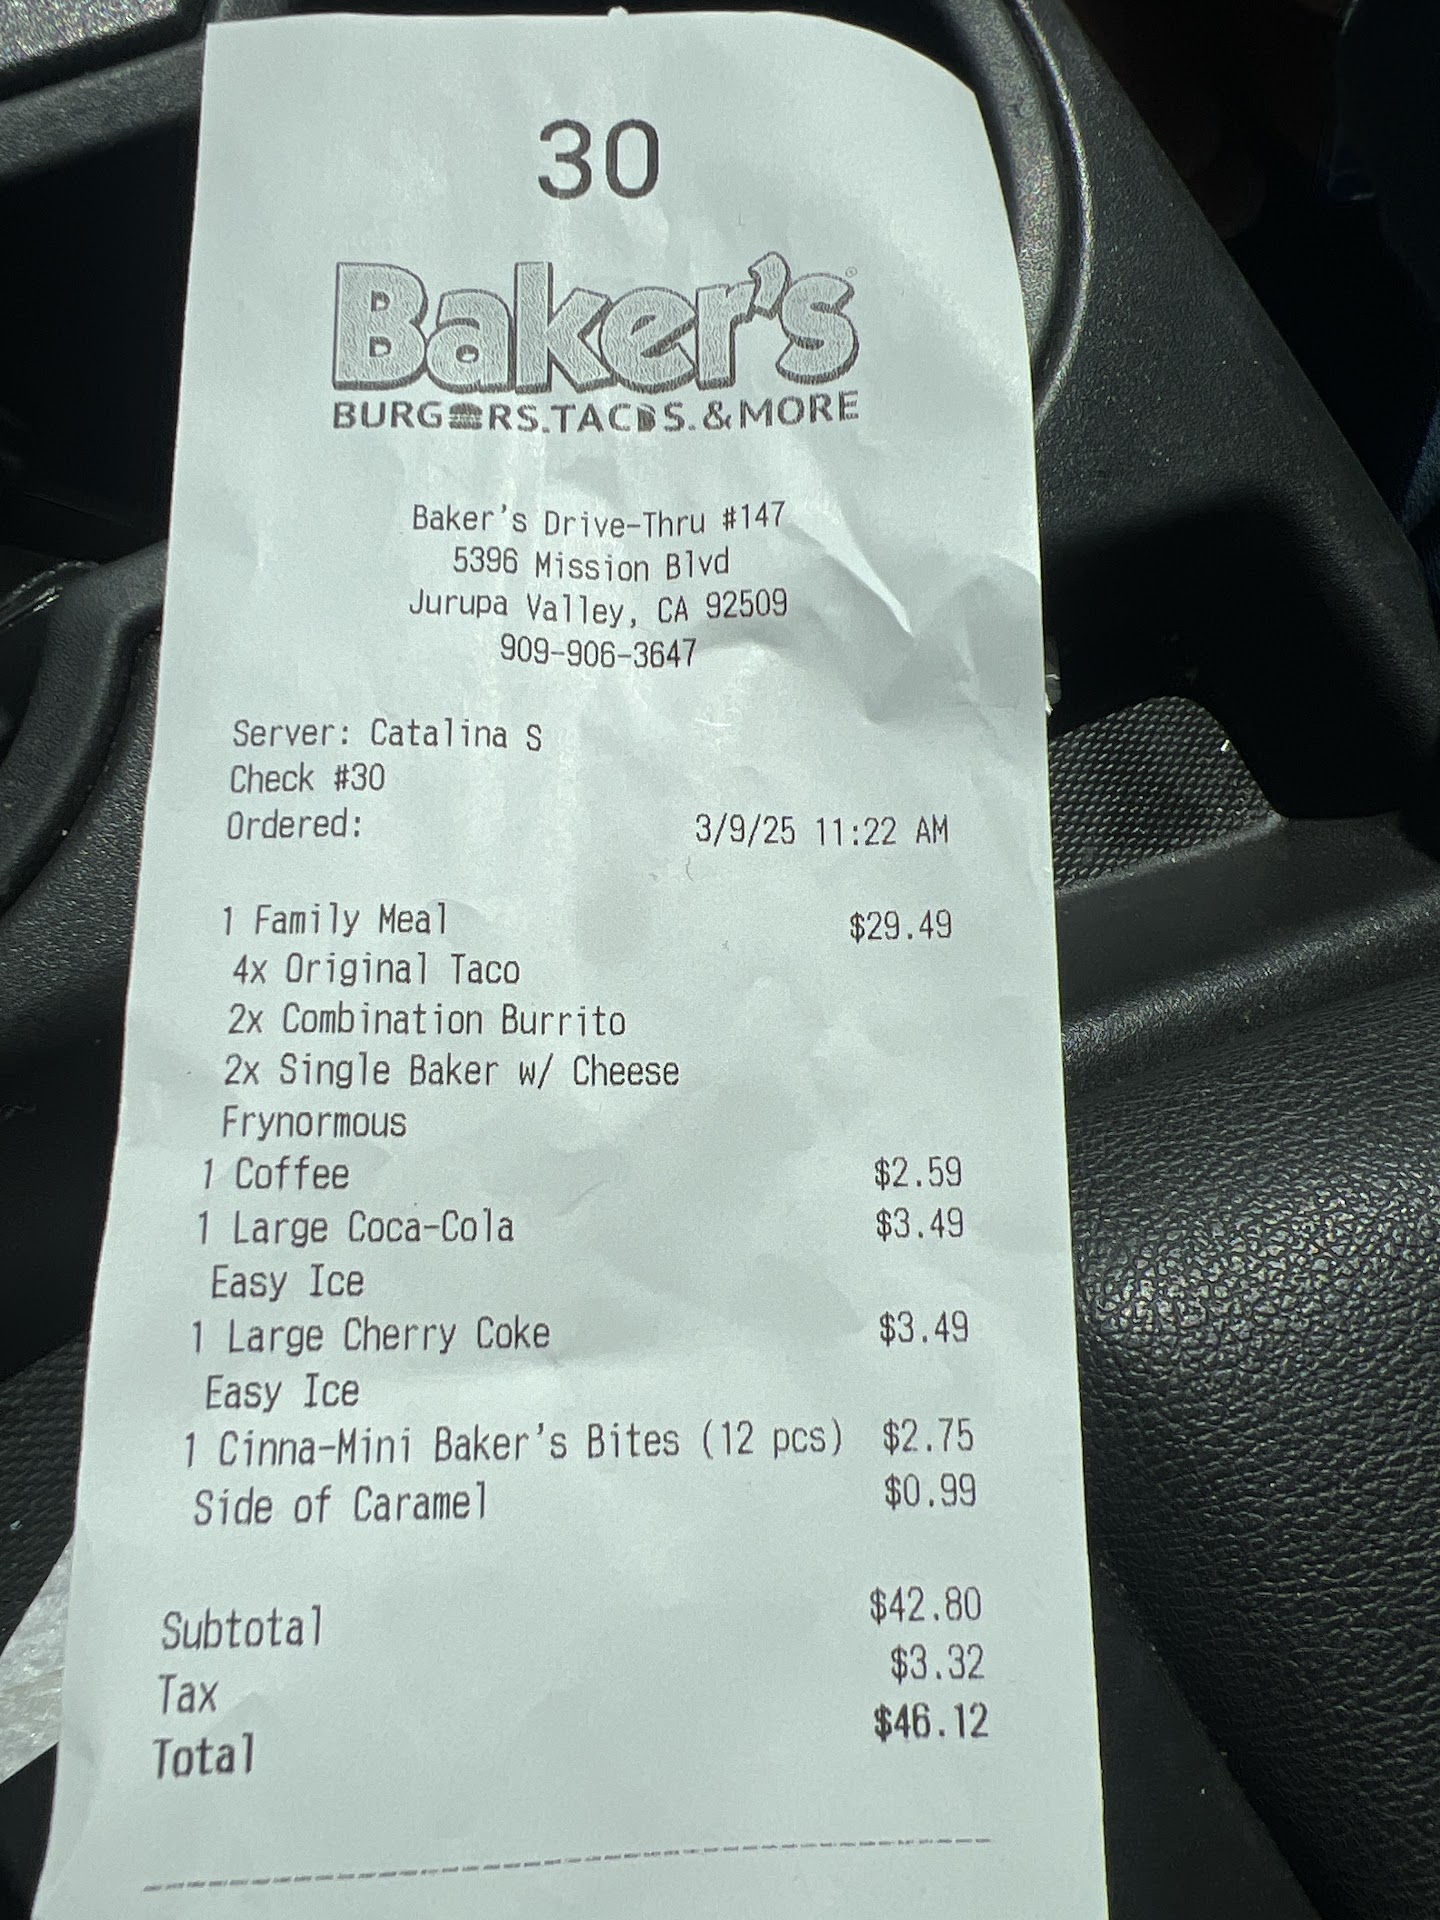 30
Baker's®
BURGERS. TACOS. & MORE
Baker's Drive-Thru #147
5396 Mission Blvd
Jurupa Valley, CA 92509
909-906-3647
Server: Catalina S
Check #30
Ordered: 3/9/25 11:22 AM
1 Family Meal $29.49
4x Original Taco
2x Combination Burrito
2x Single Baker w/ Cheese
Frynormous
1 Coffee $2.59
1 Large Coca-Cola $3.49
Easy Ice
1 Large Cherry Coke $3.49
Easy Ice
1 Cinna-Mini Baker's Bites (12 pcs) $2.75
Side of Caramel $0.99
Subtotal $42.80
Tax $3.32
Total $46.12